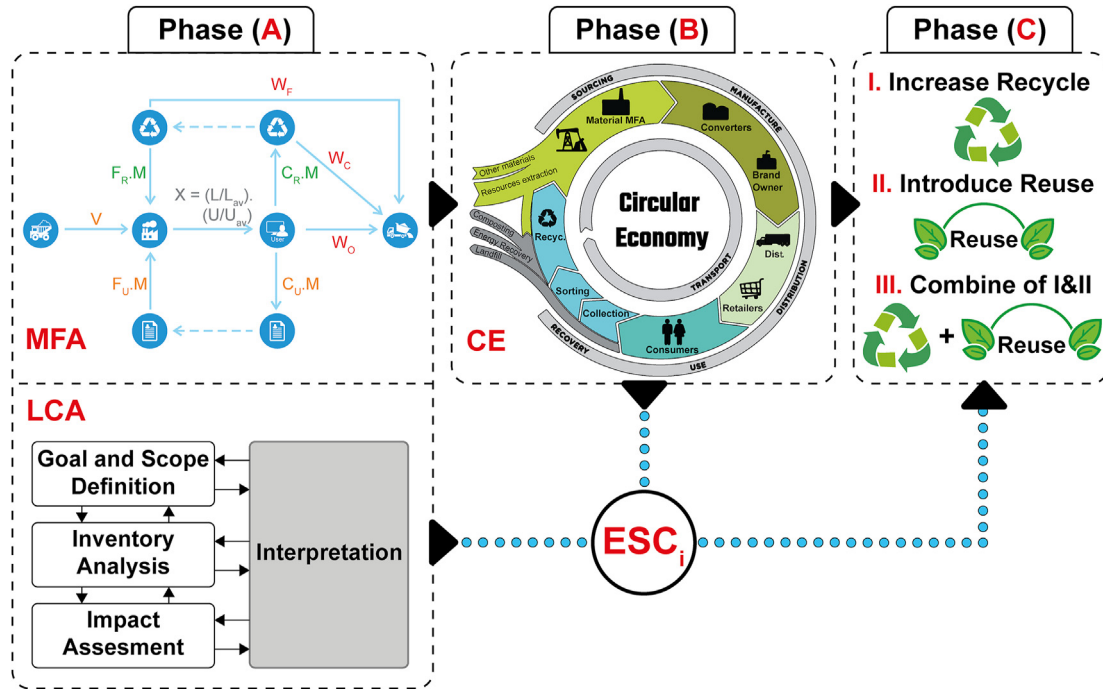 Phase (A)
Phase (B)
Phase (C)
W_F
F_R.M
X = (L/L_av).
(U/U_av)
C_R.M
W_C
V
User
W_O
F_U.M
C_U.M
MFA
LCA
Goal and Scope
Definition
Inventory
Analysis
Impact
Assesment
Interpretation
SOURCING
MANUFACTURE
DISTRIBUTION
USE
RECOVERY
TRANSPORT
Material MFA
Converters
Brand
Owner
Dist.
Retailers
Consumers
Collection
Sorting
Recyc.
Other materials
Resources extraction
Composting
Energy Recovery
Landfill
Circular
Economy
CE
ESC_i
I. Increase Recycle
II. Introduce Reuse
Reuse
III. Combine of I&II
+
Reuse